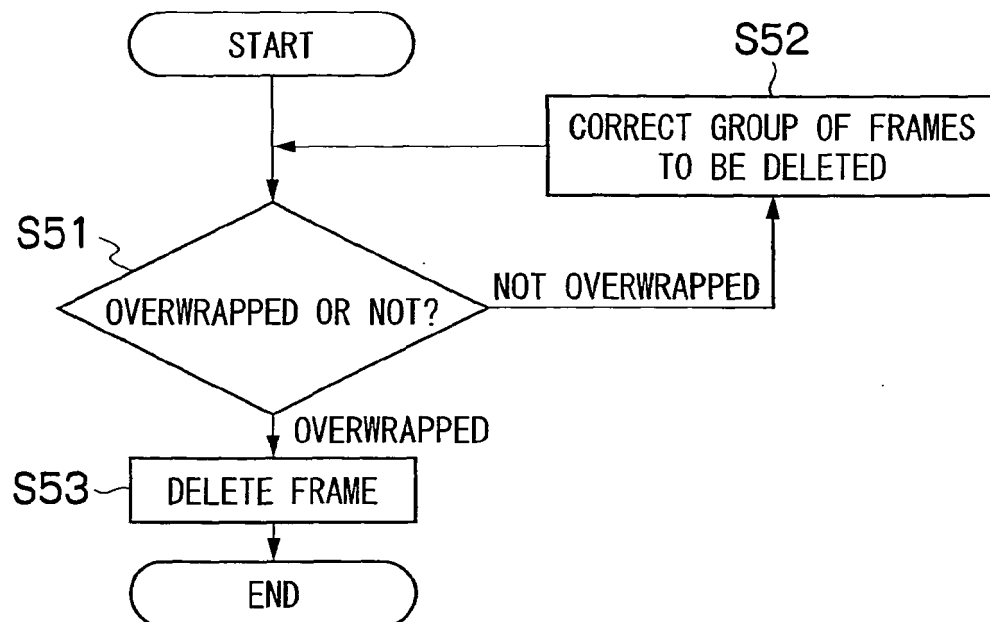 START
S52
CORRECT GROUP OF FRAMES
TO BE DELETED
S51
OVERWRAPPED OR NOT?
NOT OVERWRAPPED
OVERWRAPPED
S53
DELETE FRAME
END